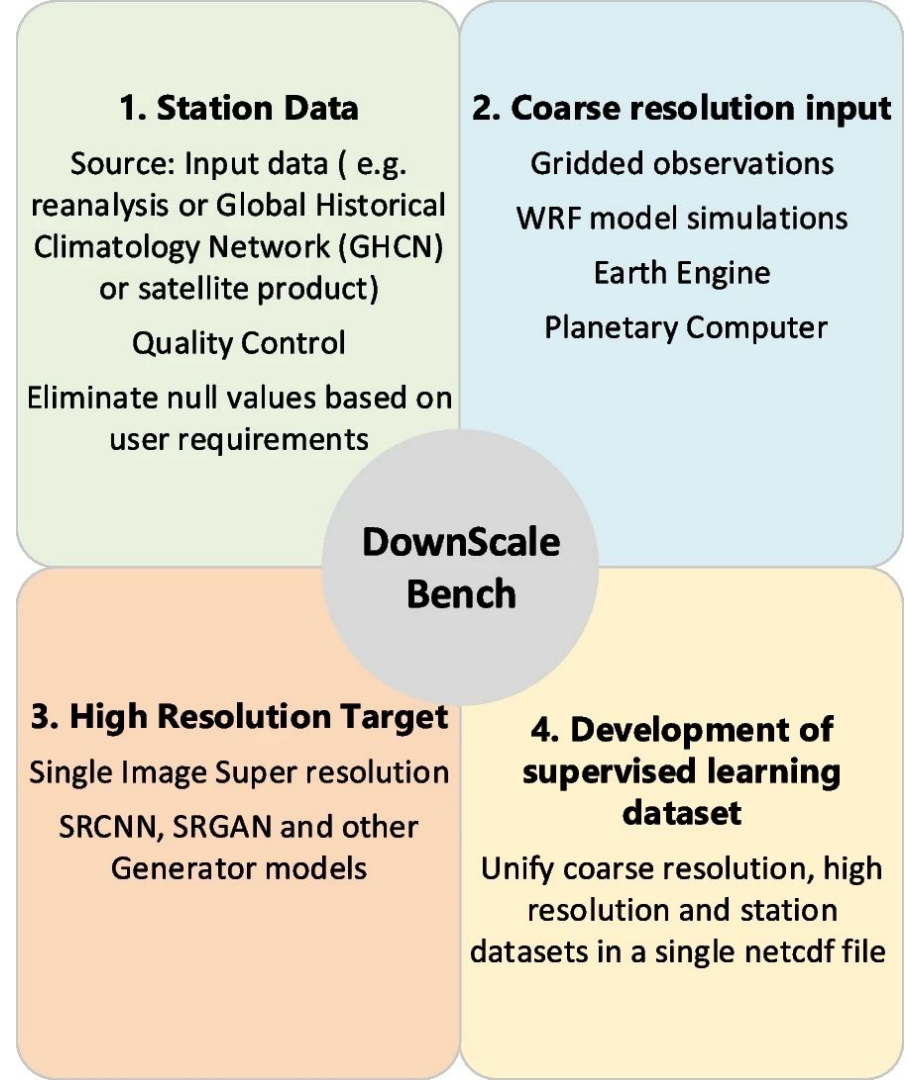 1. Station Data
Source: Input data ( e.g.
reanalysis or Global Historical
Climatology Network (GHCN)
or satellite product)
Quality Control
Eliminate null values based on
user requirements
2. Coarse resolution input
Gridded observations
WRF model simulations
Earth Engine
Planetary Computer
DownScale
Bench
3. High Resolution Target
Single Image Super resolution
SRCNN, SRGAN and other
Generator models
4. Development of
supervised learning
dataset
Unify coarse resolution, high
resolution and station
datasets in a single netcdf file